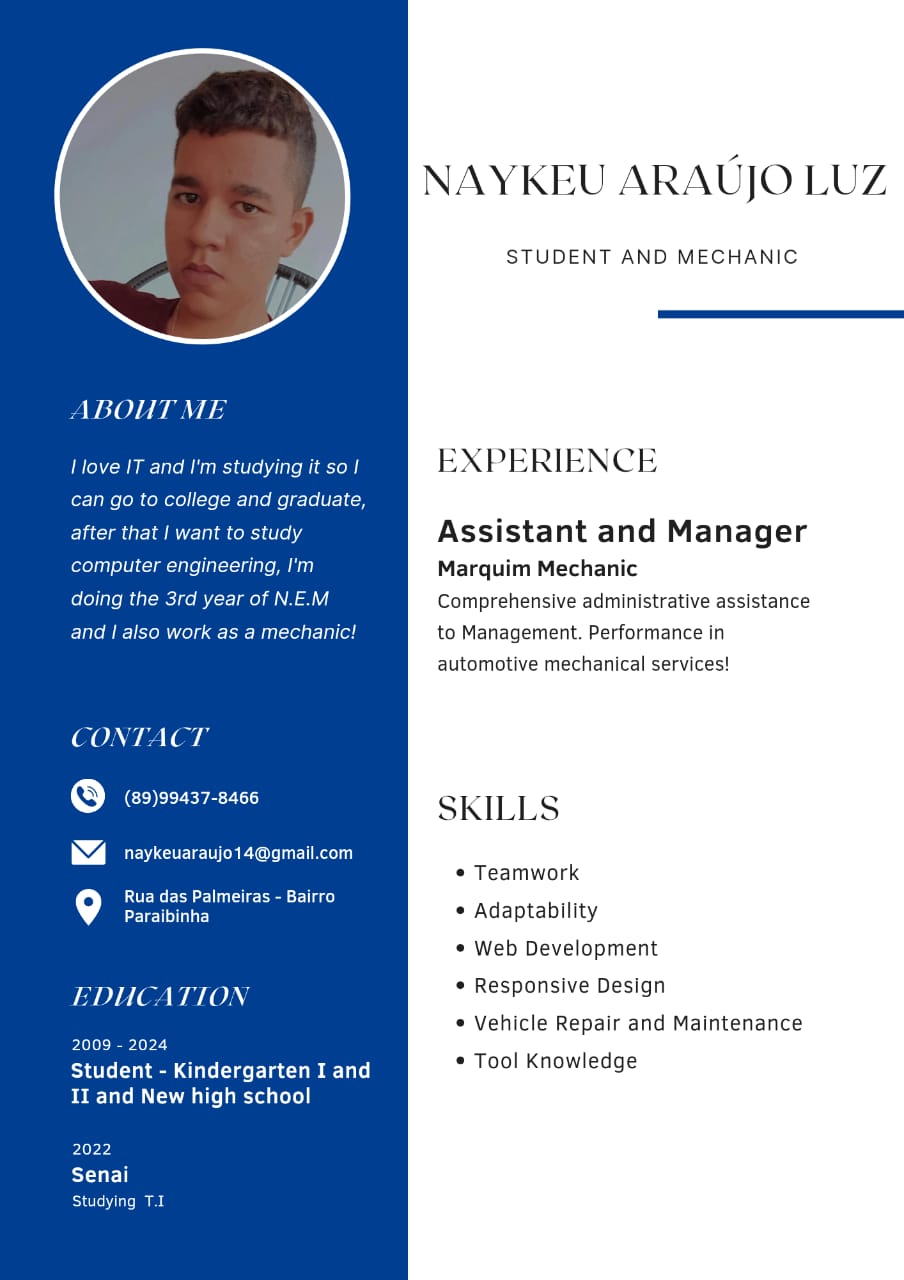 NAYKEU ARAÚJO LUZ
STUDENT AND MECHANIC
ABOUT ME
I love IT and I'm studying it so I
can go to college and graduate,
after that I want to study
computer engineering, I'm
doing the 3rd year of N.E.M
and I also work as a mechanic!
CONTACT
(89)99437-8466
naykeuaraujo14@gmail.com
Rua das Palmeiras - Bairro
Paraibinha
EDUCATION
2009 - 2024
Student - Kindergarten I and
II and New high school
2022
Senai
Studying T.I
EXPERIENCE
Assistant and Manager
Marquim Mechanic
Comprehensive administrative assistance
to Management. Performance in
automotive mechanical services!
SKILLS
• Teamwork
• Adaptability
• Web Development
• Responsive Design
• Vehicle Repair and Maintenance
• Tool Knowledge